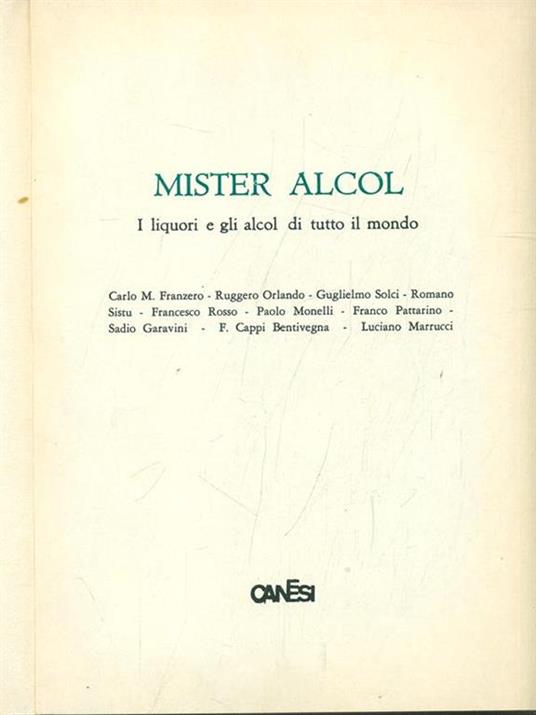 MISTER ALCOL
I liquori e gli alcol di tutto il mondo
Carlo M. Franzero - Ruggero Orlando - Guglielmo Solci - Romano
Sistu - Francesco Rosso - Paolo Monelli - Franco Pattarino -
Sadio Garavini - F. Cappi Bentivegna - Luciano Marrucci
CANESI